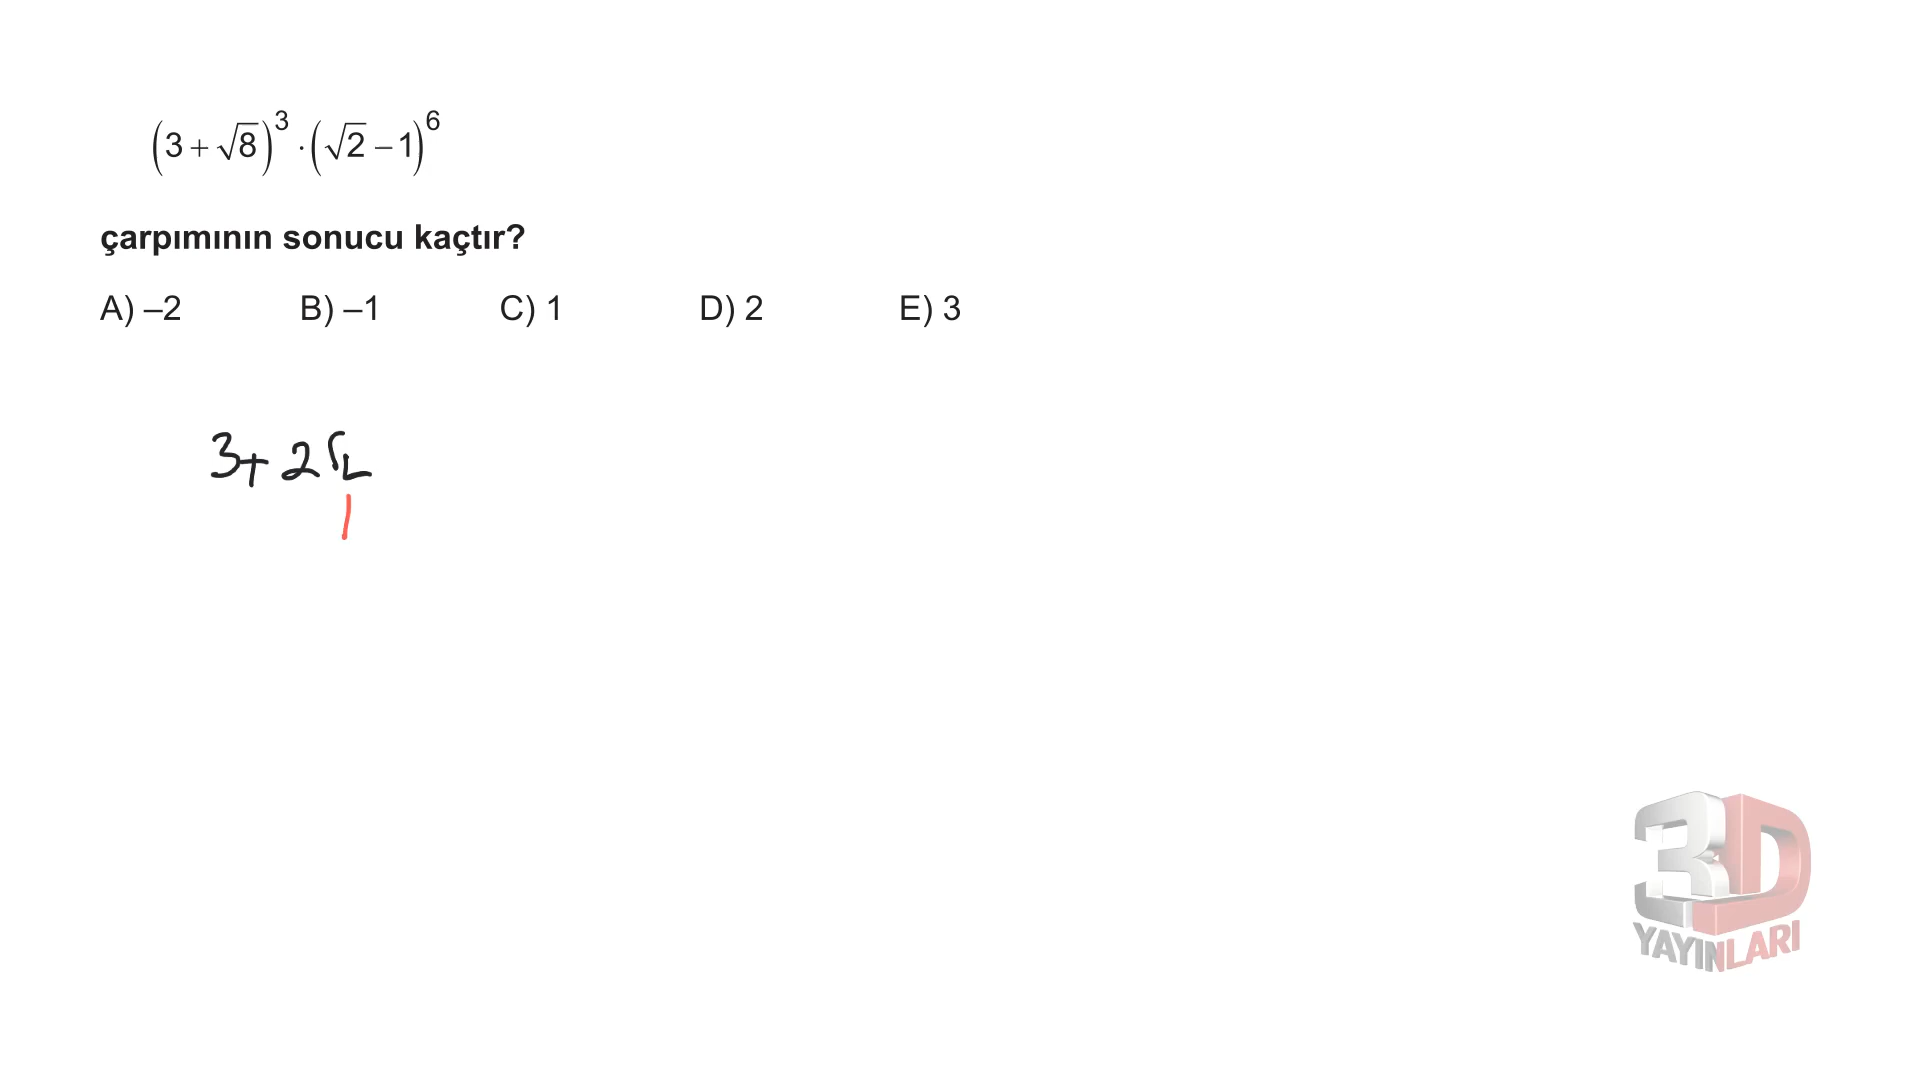 (3 + √8)³ · (√2 – 1)⁶
çarpımının sonucu kaçtır?
A) –2 B) –1 C) 1 D) 2 E) 3
3 + 2√2
1
3D
YAYINLARI